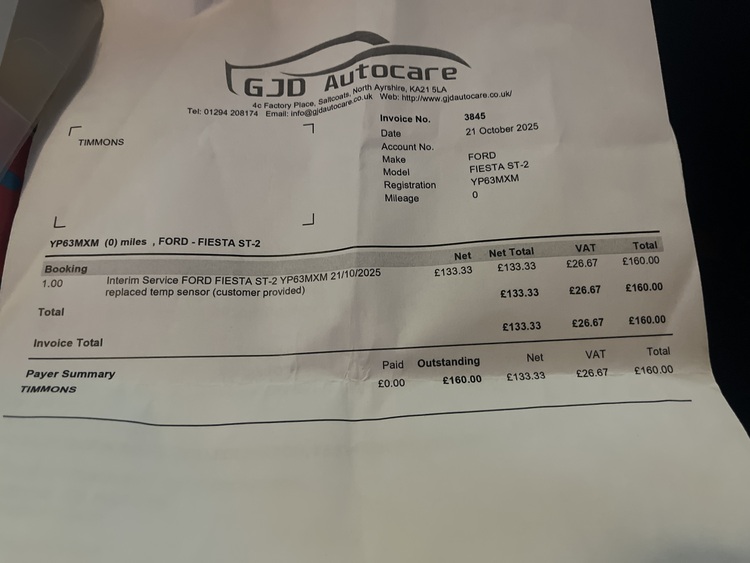 GJD Autocare
4c Factory Place, Saltcoats, North Ayrshire, KA21 5LA
Tel: 01294 208174 Email: info@gjdautocare.co.uk Web: http://www.gjdautocare.co.uk/
TIMMONS
Invoice No. 3845
Date 21 October 2025
Account No.
Make FORD
Model FIESTA ST-2
Registration YP63MXM
Mileage 0
YP63MXM (0) miles , FORD - FIESTA ST-2
Booking Net Net Total VAT Total
1.00 Interim Service FORD FIESTA ST-2 YP63MXM 21/10/2025 £133.33 £133.33 £26.67 £160.00
replaced temp sensor (customer provided)
Total £133.33 £26.67 £160.00
Invoice Total £133.33 £26.67 £160.00
Payer Summary Paid Outstanding Net VAT Total
TIMMONS £0.00 £160.00 £133.33 £26.67 £160.00